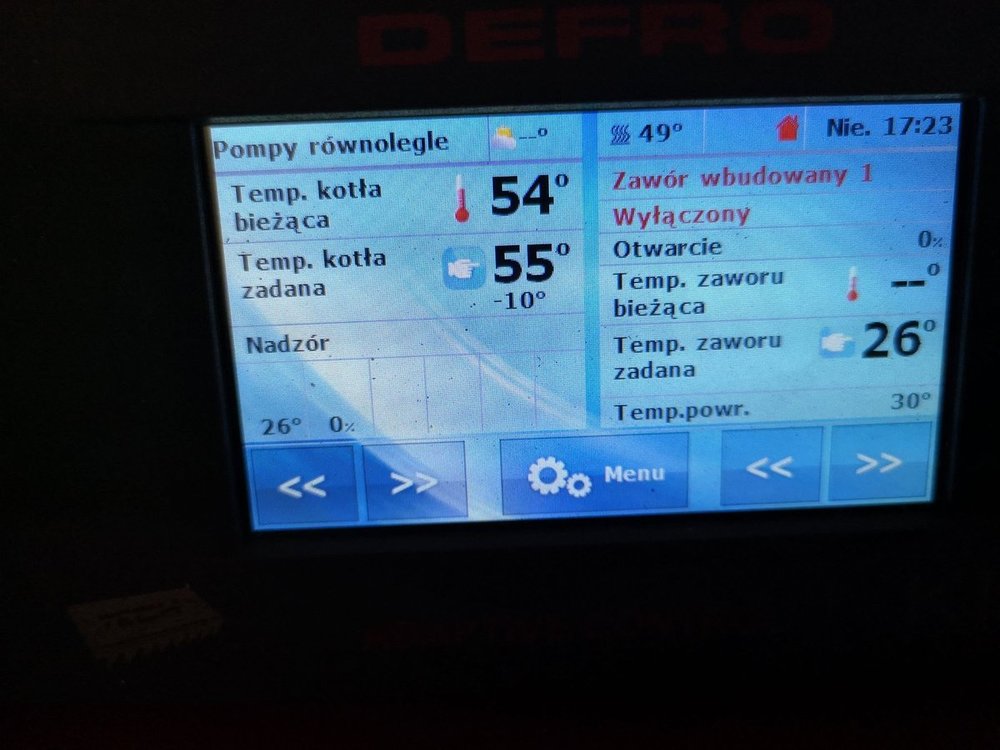 DEFRO
Pompy równolegle
--°
49°
Nie. 17:23
Temp. kotła
bieżąca
54°
Temp. kotła
zadana
55°
-10°
Nadzór
26° 0%
Zawór wbudowany 1
Wyłączony
Otwarcie 0%
Temp. zaworu
bieżąca
--°
Temp. zaworu
zadana
26°
Temp.powr. 30°
<< >> Menu << >>